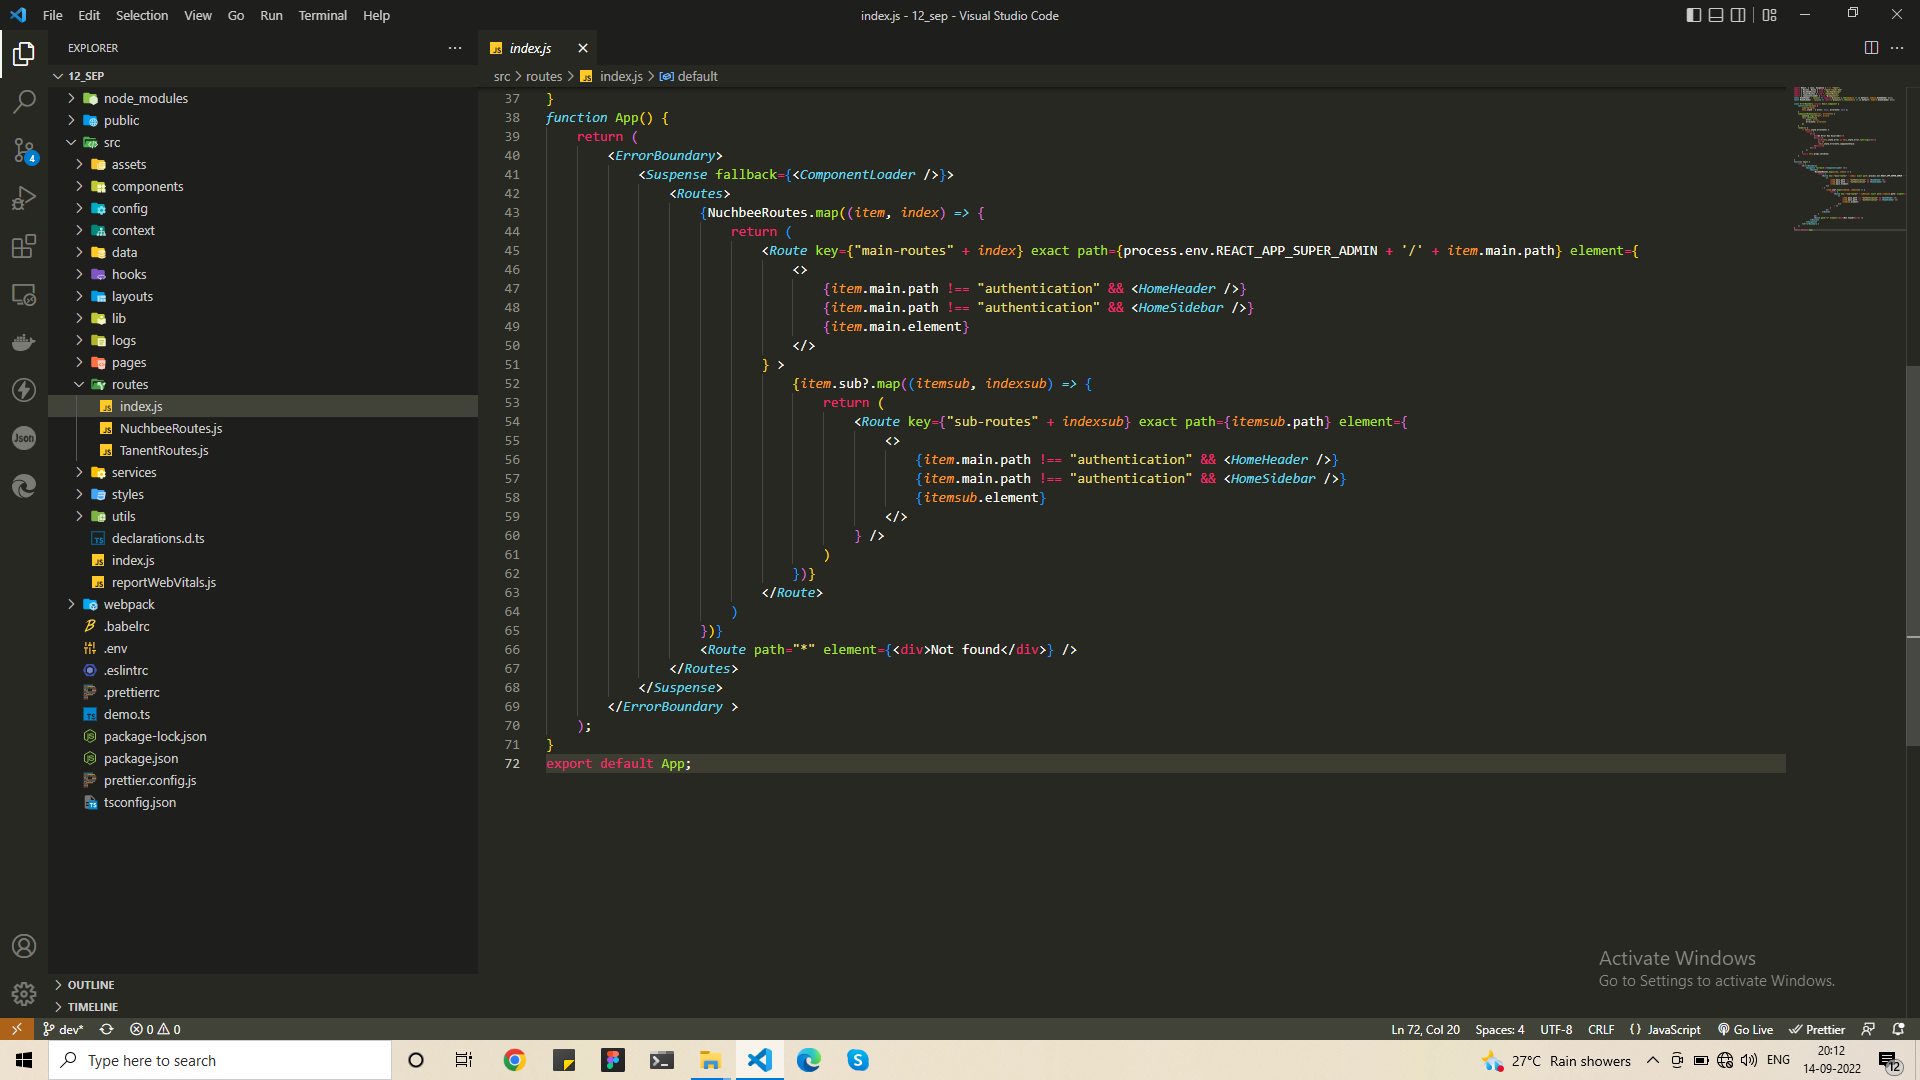 File Edit Selection View Go Run Terminal Help
index.js - 12_sep - Visual Studio Code
EXPLORER
index.js
12_SEP
src > routes > index.js > default
node_modules
public
src
assets
components
config
context
data
hooks
layouts
lib
logs
pages
routes
index.js
NuchbeeRoutes.js
TanentRoutes.js
services
styles
utils
declarations.d.ts
index.js
reportWebVitals.js
webpack
.babelrc
.env
.eslintrc
.prettierrc
demo.ts
package-lock.json
package.json
prettier.config.js
tsconfig.json
OUTLINE
TIMELINE
4
Json
37 }
38 function App() {
39 return (
40 <ErrorBoundary>
41 <Suspense fallback={<ComponentLoader />}>
42 <Routes>
43 {NuchbeeRoutes.map((item, index) => {
44 return (
45 <Route key={"main-routes" + index} exact path={process.env.REACT_APP_SUPER_ADMIN + '/' + item.main.path} element={
46 <>
47 {item.main.path !== "authentication" && <HomeHeader />}
48 {item.main.path !== "authentication" && <HomeSidebar />}
49 {item.main.element}
50 </>
51 } >
52 {item.sub?.map((itemsub, indexsub) => {
53 return (
54 <Route key={"sub-routes" + indexsub} exact path={itemsub.path} element={
55 <>
56 {item.main.path !== "authentication" && <HomeHeader />}
57 {item.main.path !== "authentication" && <HomeSidebar />}
58 {itemsub.element}
59 </>
60 } />
61 )
62 })}
63 </Route>
64 )
65 })}
66 <Route path="*" element={<div>Not found</div>} />
67 </Routes>
68 </Suspense>
69 </ErrorBoundary >
70 );
71 }
72 export default App;
Activate Windows
Go to Settings to activate Windows.
dev* 0 0
Ln 72, Col 20 Spaces: 4 UTF-8 CRLF {} JavaScript Go Live Prettier
Type here to search
27°C Rain showers ENG
20:12
14-09-2022
12